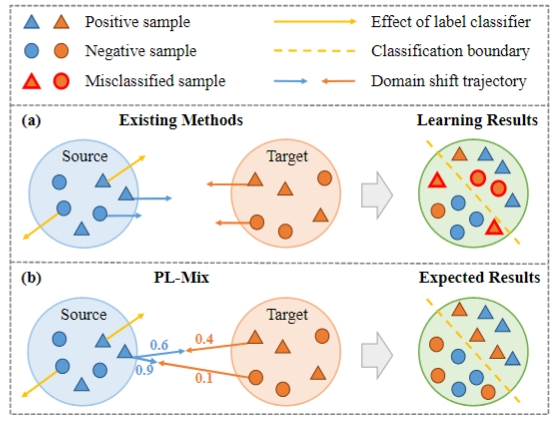 Positive sample
Effect of label classifier
Negative sample
Classification boundary
Misclassified sample
Domain shift trajectory
(a) Existing Methods Learning Results
Source Target
(b) PL-Mix Expected Results
Source Target
0.6 0.4
0.9 0.1